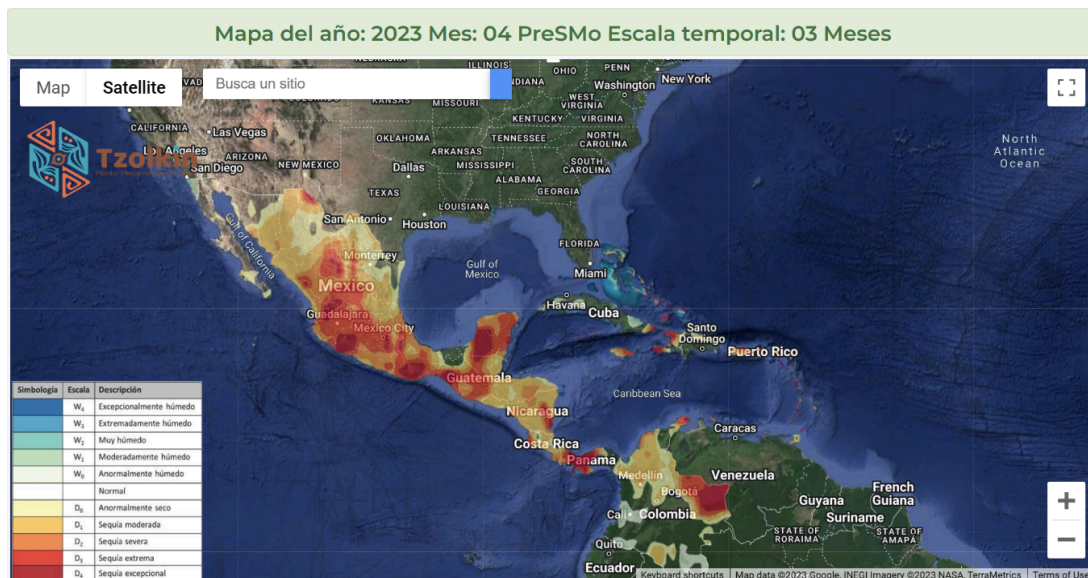 Mapa del año: 2023 Mes: 04 PreSMo Escala temporal: 03 Meses
Map
Satellite
Busca un sitio
ILLINOIS
OHIO
PENN
New York
INDIANA
Washington
WEST
VIRGINIA
KANSAS
MISSOURI
KENTUCKY
VIRGINIA
CALIFORNIA
Las Vegas
OKLAHOMA
TENNESSEE
NORTH
CAROLINA
North
Atlantic
Ocean
Los Angeles
Tzolkin
ARIZONA
NEW MEXICO
ARKANSAS
San Diego
Dallas
MISSISSIPPI
SOUTH
CAROLINA
ALABAMA
TEXAS
GEORGIA
LOUISIANA
San Antonio
Houston
Gulf of California
FLORIDA
Monterrey
Gulf of
Mexico
Miami
Mexico
Havana
Cuba
Guadalajara
Mexico City
Santo
Domingo
Puerto Rico
Guatemala
Caribbean Sea
Nicaragua
Costa Rica
Caracas
Panama
Medellín
Venezuela
Bogotá
Guyana
French
Guiana
Cali
Colombia
Suriname
STATE OF
RORAIMA
STATE OF
AMAPÁ
Quito
Ecuador
Simbología Escala Descripción
W4 Excepcionalmente húmedo
W3 Extremadamente húmedo
W2 Muy húmedo
W1 Moderadamente húmedo
W0 Anormalmente húmedo
Normal
D0 Anormalmente seco
D1 Sequía moderada
D2 Sequía severa
D3 Sequía extrema
D4 Sequía excepcional
Keyboard shortcuts Map data ©2023 Google, INEGI Imagery ©2023 NASA, TerraMetrics Terms of Use